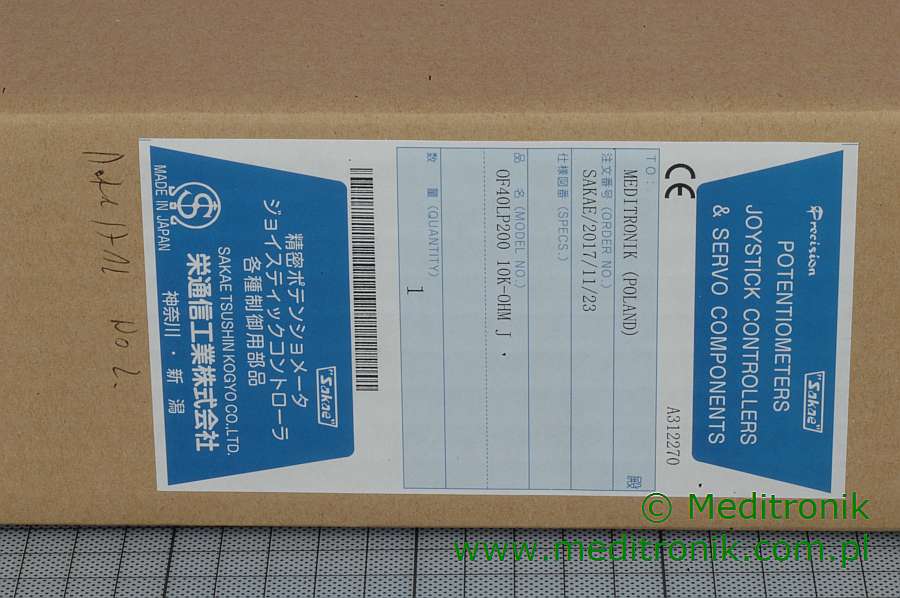 Precision
POTENTIOMETERS
JOYSTICK CONTROLLERS
& SERVO COMPONENTS
"Sakae"
CE
A312270
TO:
MEDITRONIK (POLAND)
殿
注文番号 (ORDER NO.)
SAKAE/2017/11/23
仕様図番 (SPECS.)
品 名 (MODEL NO.)
OF40LP200 10K-OHM J
数 量 (QUANTITY)
1
"Sakae"
精密ポテンショメータ
ジョイスティックコントローラ
各種制御用部品
SAKAE TSUSHIN KOGYO CO.,LTD.
栄通信工業株式会社
神奈川・新潟
MADE IN JAPAN
No 2.
© Meditronik
www.meditronik.com.pl